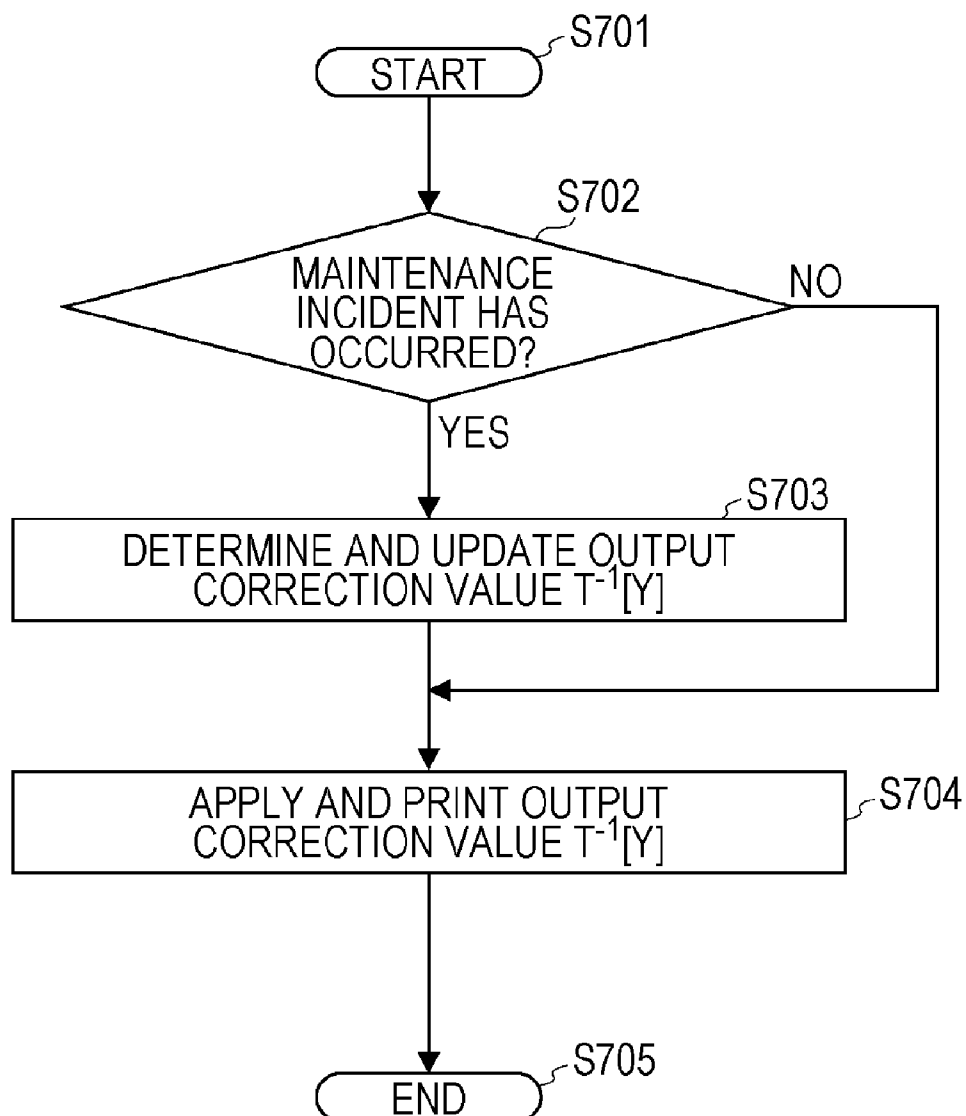 S701
START
S702
MAINTENANCE
INCIDENT HAS
OCCURRED?
NO
YES
S703
DETERMINE AND UPDATE OUTPUT
CORRECTION VALUE T⁻¹[Y]
APPLY AND PRINT OUTPUT
CORRECTION VALUE T⁻¹[Y]
S704
S705
END